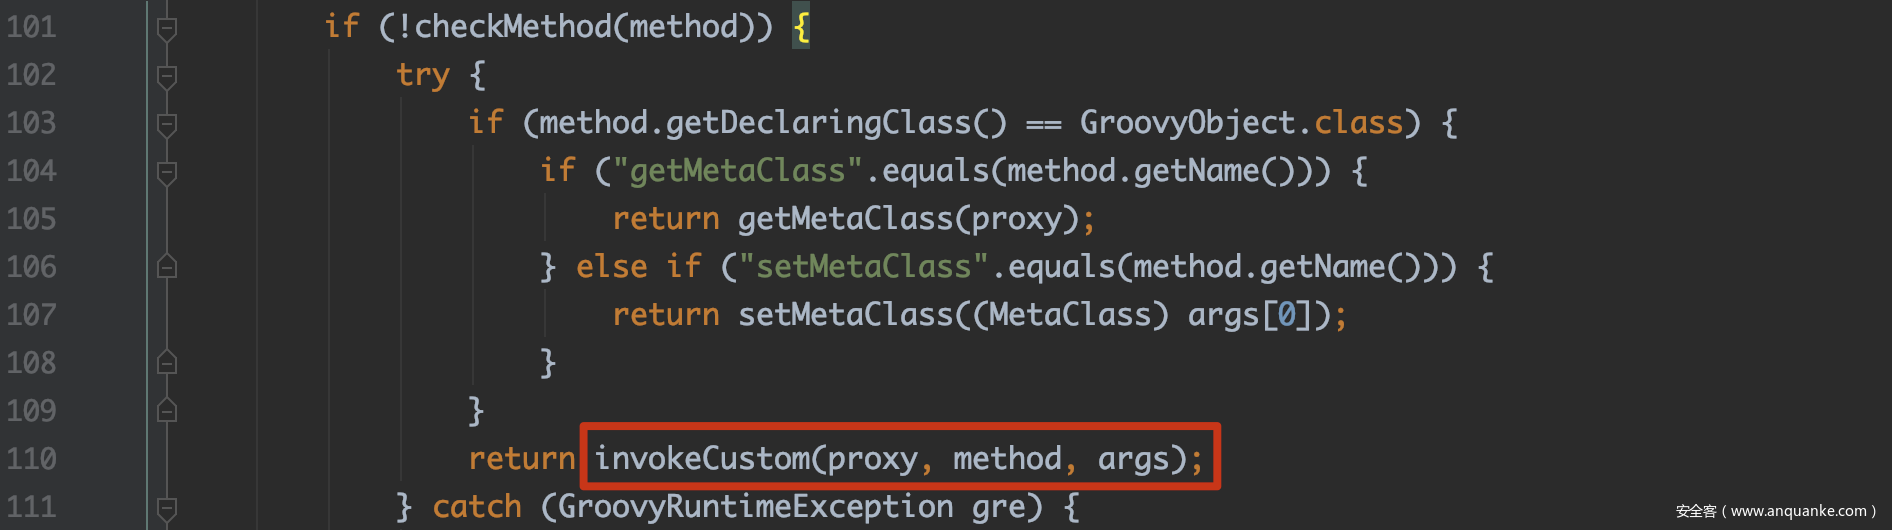 101 if (!checkMethod(method)) {
102 try {
103 if (method.getDeclaringClass() == GroovyObject.class) {
104 if ("getMetaClass".equals(method.getName())) {
105 return getMetaClass(proxy);
106 } else if ("setMetaClass".equals(method.getName())) {
107 return setMetaClass((MetaClass) args[0]);
108 }
109 }
110 return invokeCustom(proxy, method, args);
111 } catch (GroovyRuntimeException gre) {
安全客（www.anquanke.com）